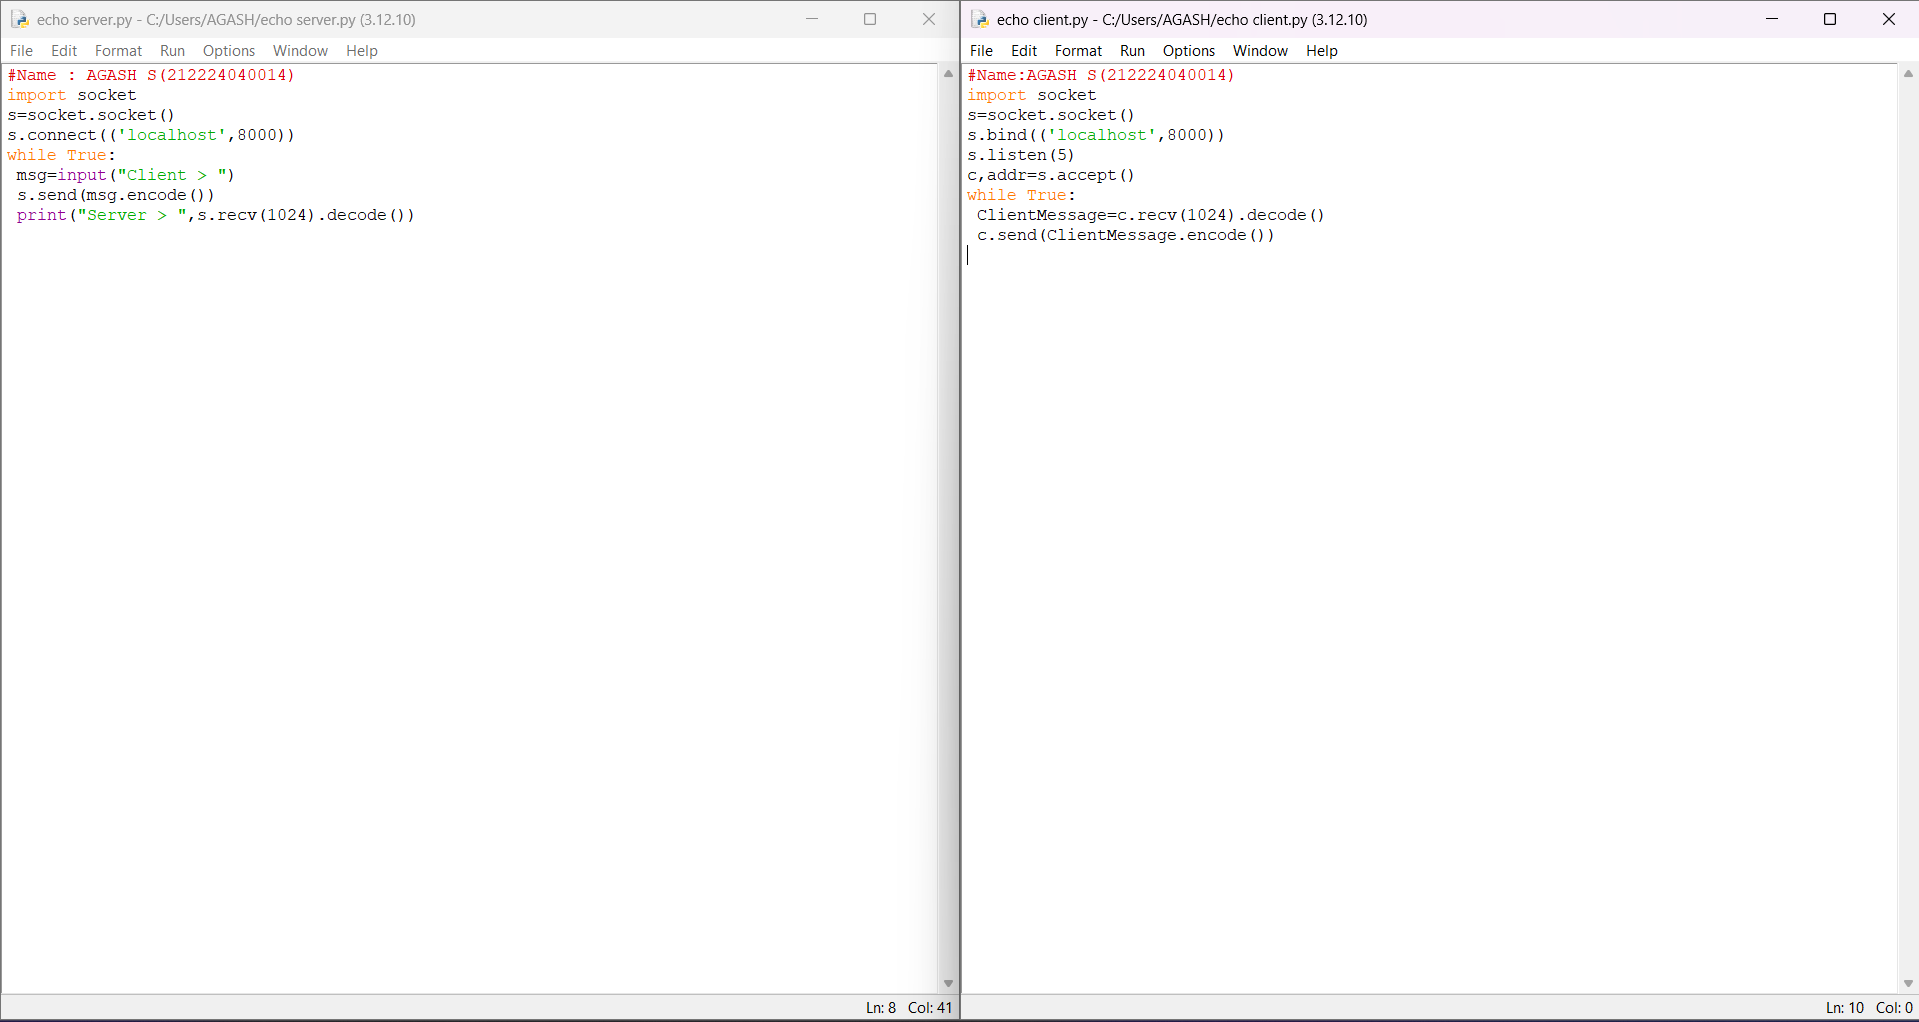 echo server.py - C:/Users/AGASH/echo server.py (3.12.10)
File Edit Format Run Options Window Help
#Name : AGASH S(212224040014)
import socket
s=socket.socket()
s.connect(('localhost',8000))
while True:
 msg=input("Client > ")
 s.send(msg.encode())
 print("Server > ",s.recv(1024).decode())
Ln: 8 Col: 41
echo client.py - C:/Users/AGASH/echo client.py (3.12.10)
File Edit Format Run Options Window Help
#Name:AGASH S(212224040014)
import socket
s=socket.socket()
s.bind(('localhost',8000))
s.listen(5)
c,addr=s.accept()
while True:
 ClientMessage=c.recv(1024).decode()
 c.send(ClientMessage.encode())
Ln: 10 Col: 0